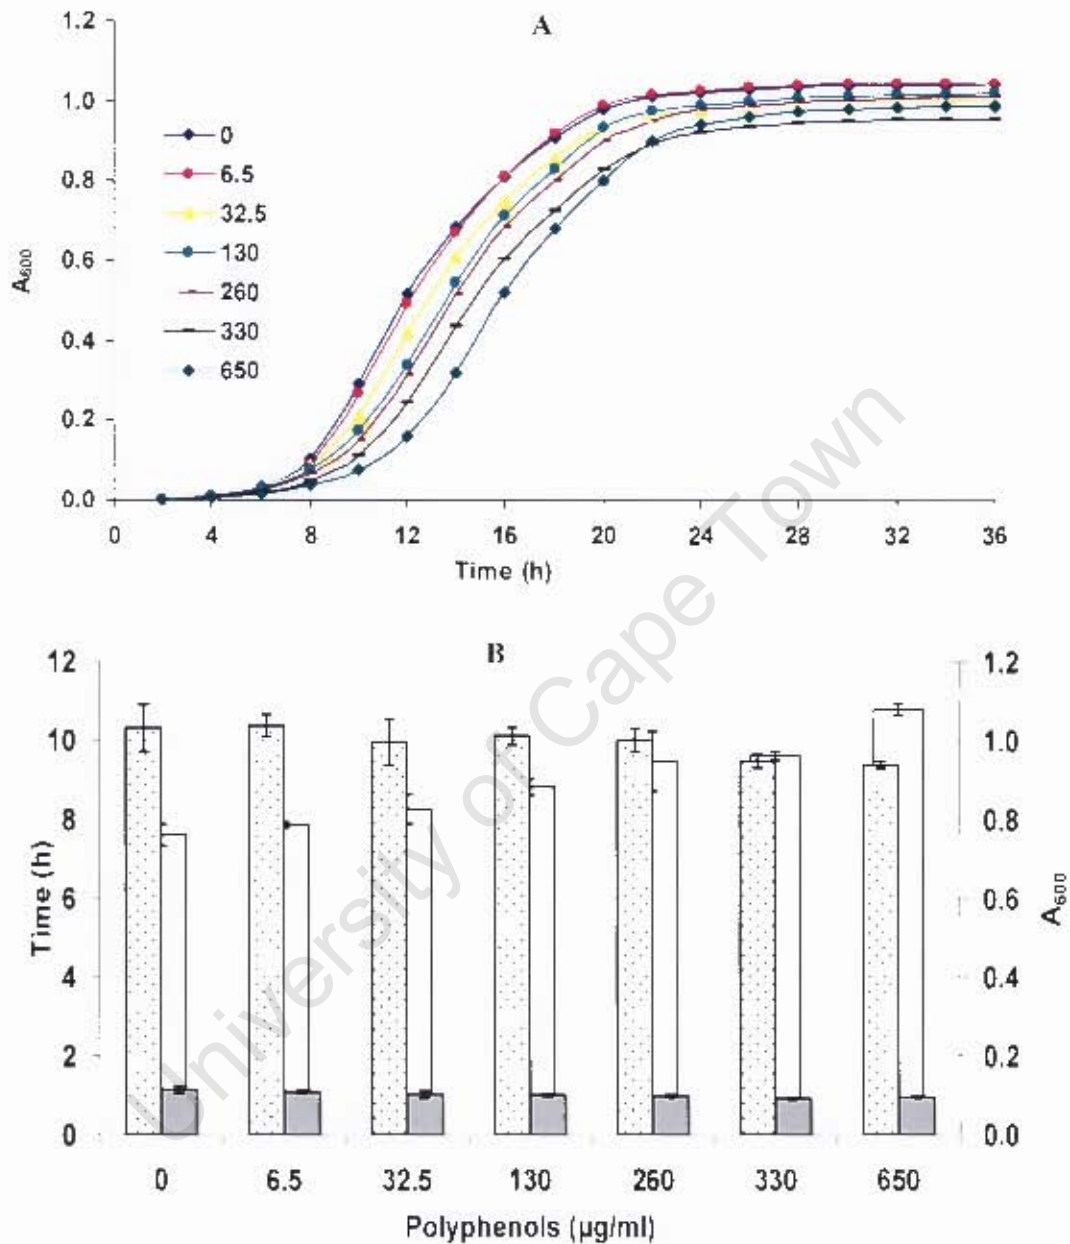 A
1.2
1.0
0.8
0.6
0.4
0.2
0.0
A600
0
6.5
32.5
130
260
330
650
0 4 8 12 16 20 24 28 32 36
Time (h)
University of Cape Town
B
12
10
8
6
4
2
0
Time (h)
1.2
1.0
0.8
0.6
0.4
0.2
0.0
A600
0 6.5 32.5 130 260 330 650
Polyphenols (µg/ml)